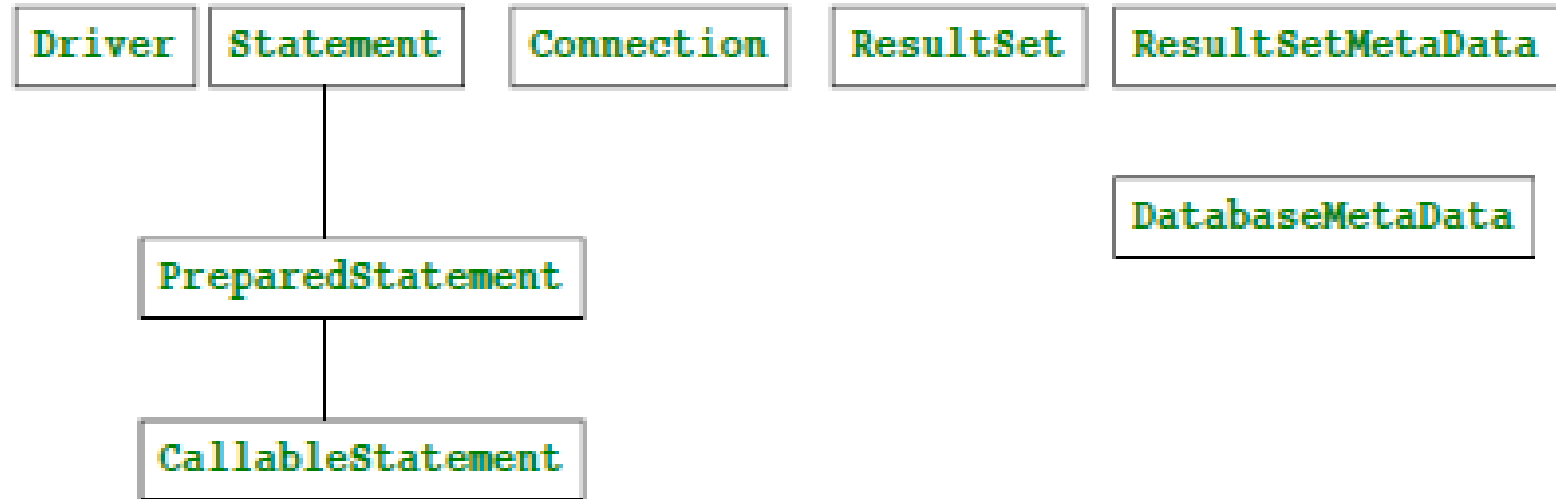 Driver Statement Connection ResultSet ResultSetMetaData
DatabaseMetaData
PreparedStatement
CallableStatement